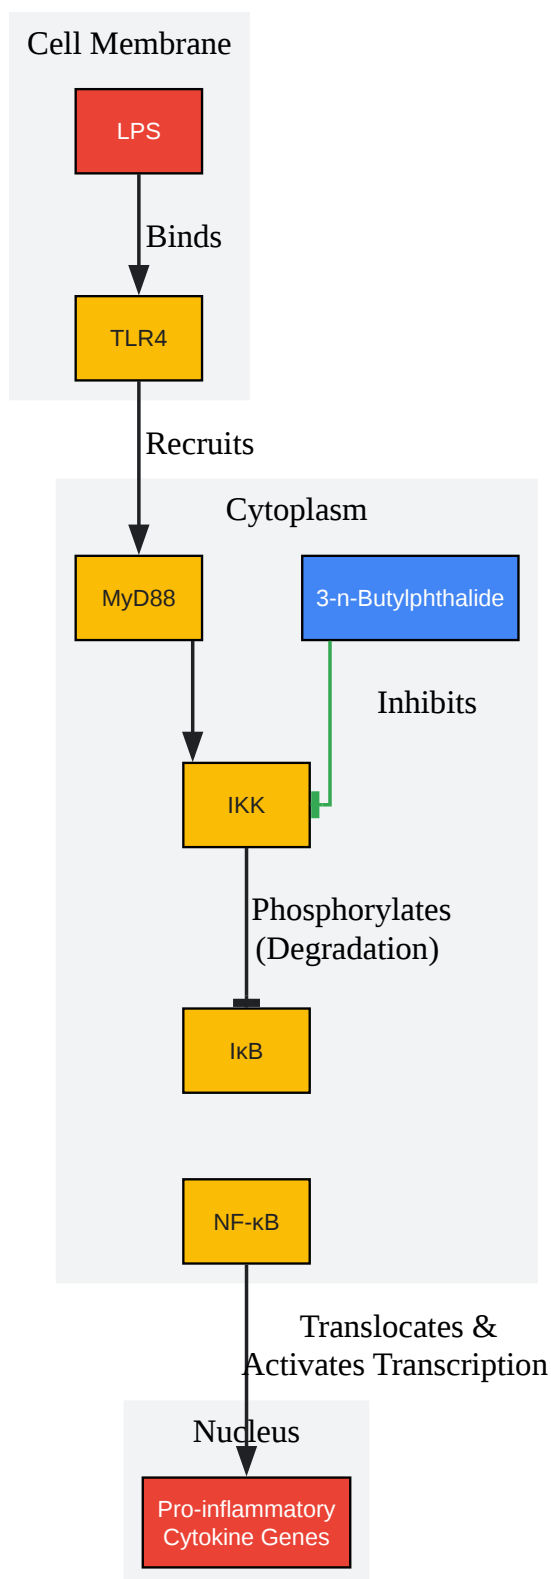 Cell Membrane
LPS
Binds
TLR4
Recruits
Cytoplasm
MyD88
3-n-Butylphthalide
Inhibits
IKK
Phosphorylates
(Degradation)
IκB
NF-κB
Translocates &
Activates Transcription
Nucleus
Pro-inflammatory
Cytokine Genes